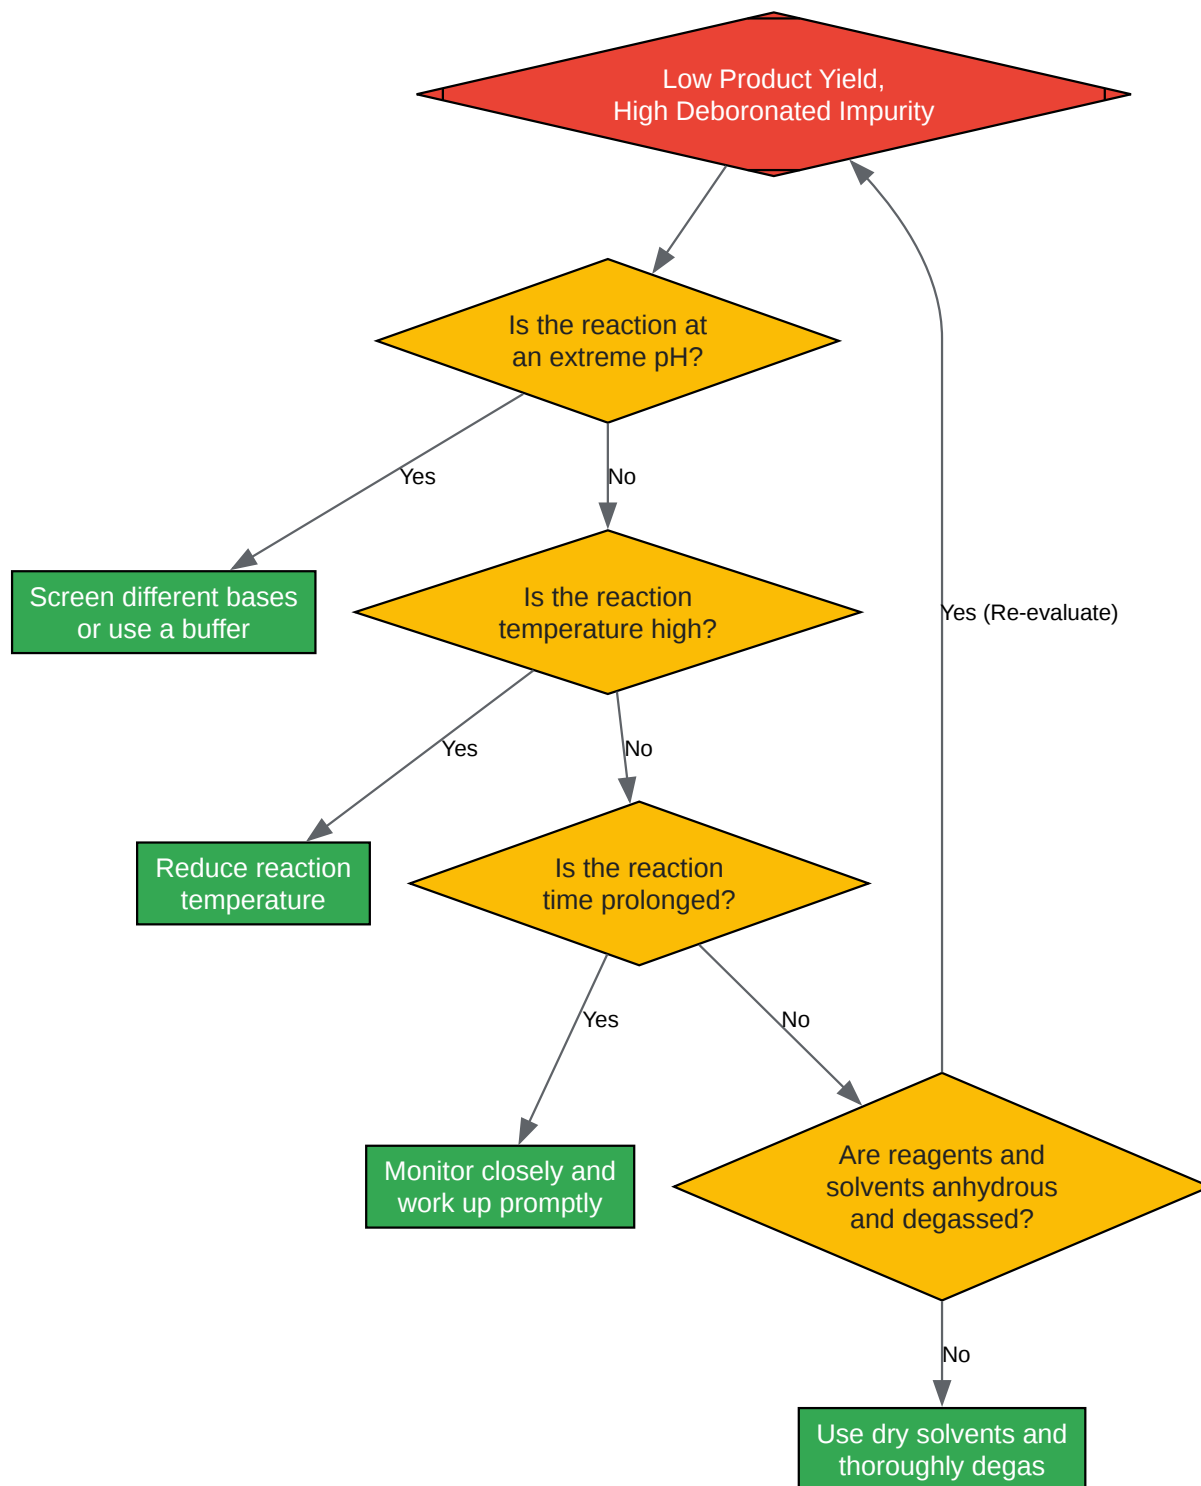 Low Product Yield,
High Deboronated Impurity
Is the reaction at
an extreme pH?
Yes
No
Screen different bases
or use a buffer
Is the reaction
temperature high?
Yes (Re-evaluate)
Yes
No
Reduce reaction
temperature
Is the reaction
time prolonged?
Yes
No
Monitor closely and
work up promptly
Are reagents and
solvents anhydrous
and degassed?
No
Use dry solvents and
thoroughly degas